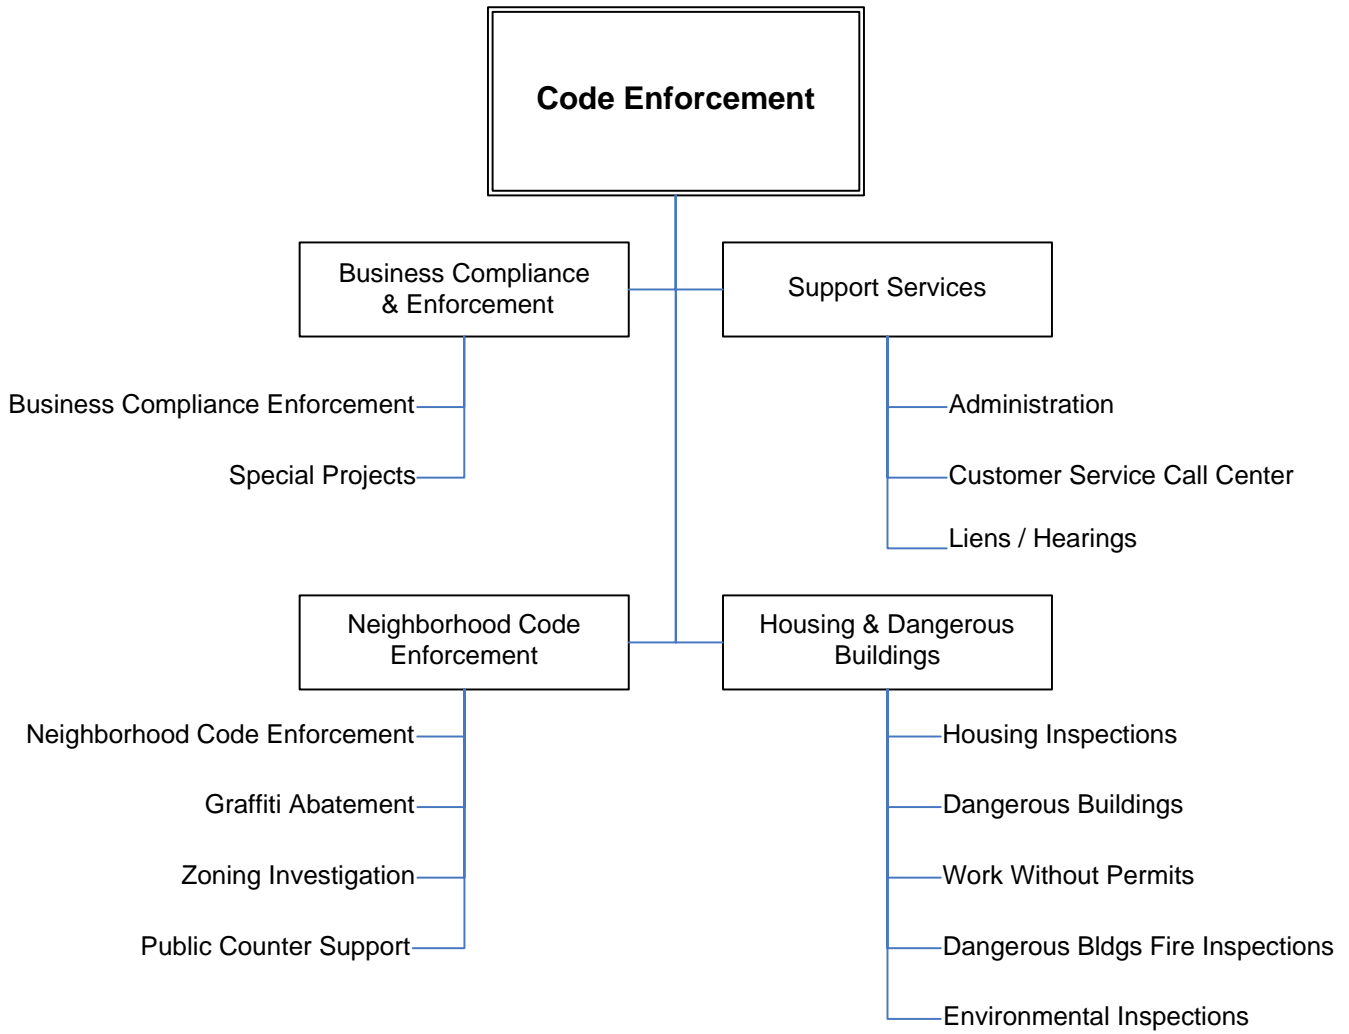 Code Enforcement
Business Compliance
& Enforcement
Support Services
Business Compliance Enforcement
Special Projects
Administration
Customer Service Call Center
Liens / Hearings
Neighborhood Code
Enforcement
Housing & Dangerous
Buildings
Neighborhood Code Enforcement
Graffiti Abatement
Zoning Investigation
Public Counter Support
Housing Inspections
Dangerous Buildings
Work Without Permits
Dangerous Bldgs Fire Inspections
Environmental Inspections